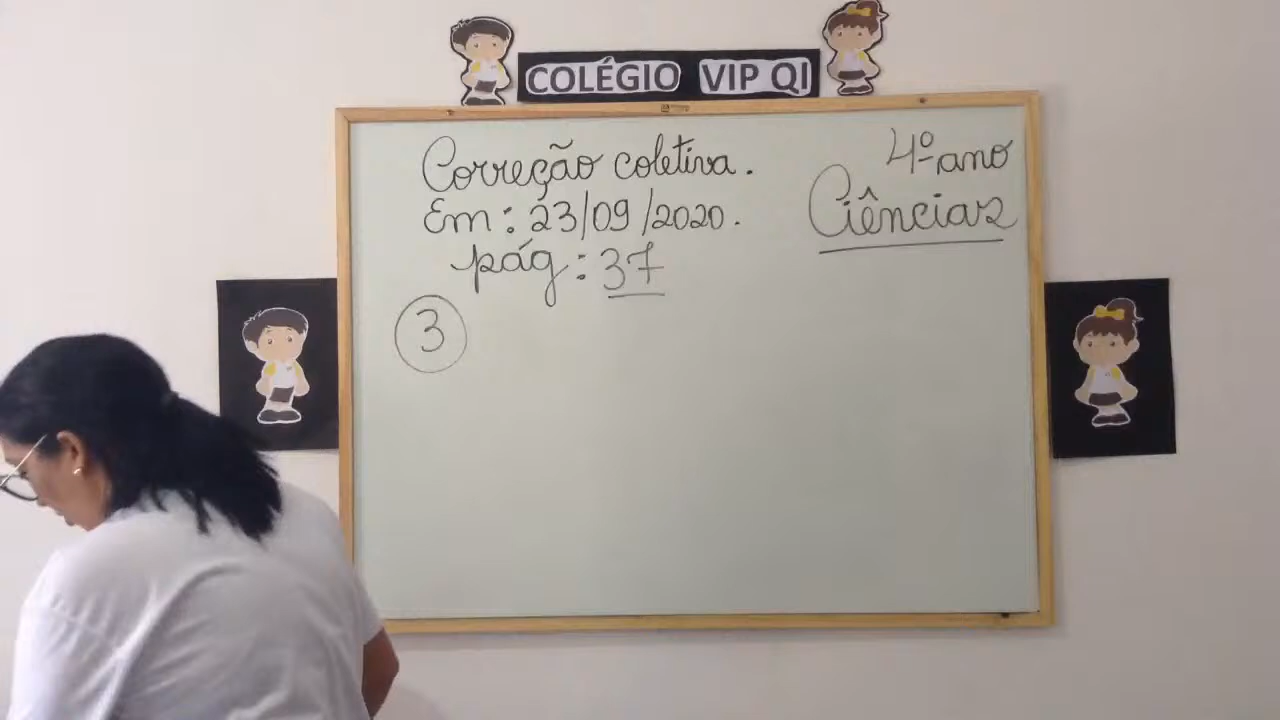 COLÉGIO VIP QI
Correção coletiva. 4º ano
Em: 23/09/2020. Ciências
pág: 37
3